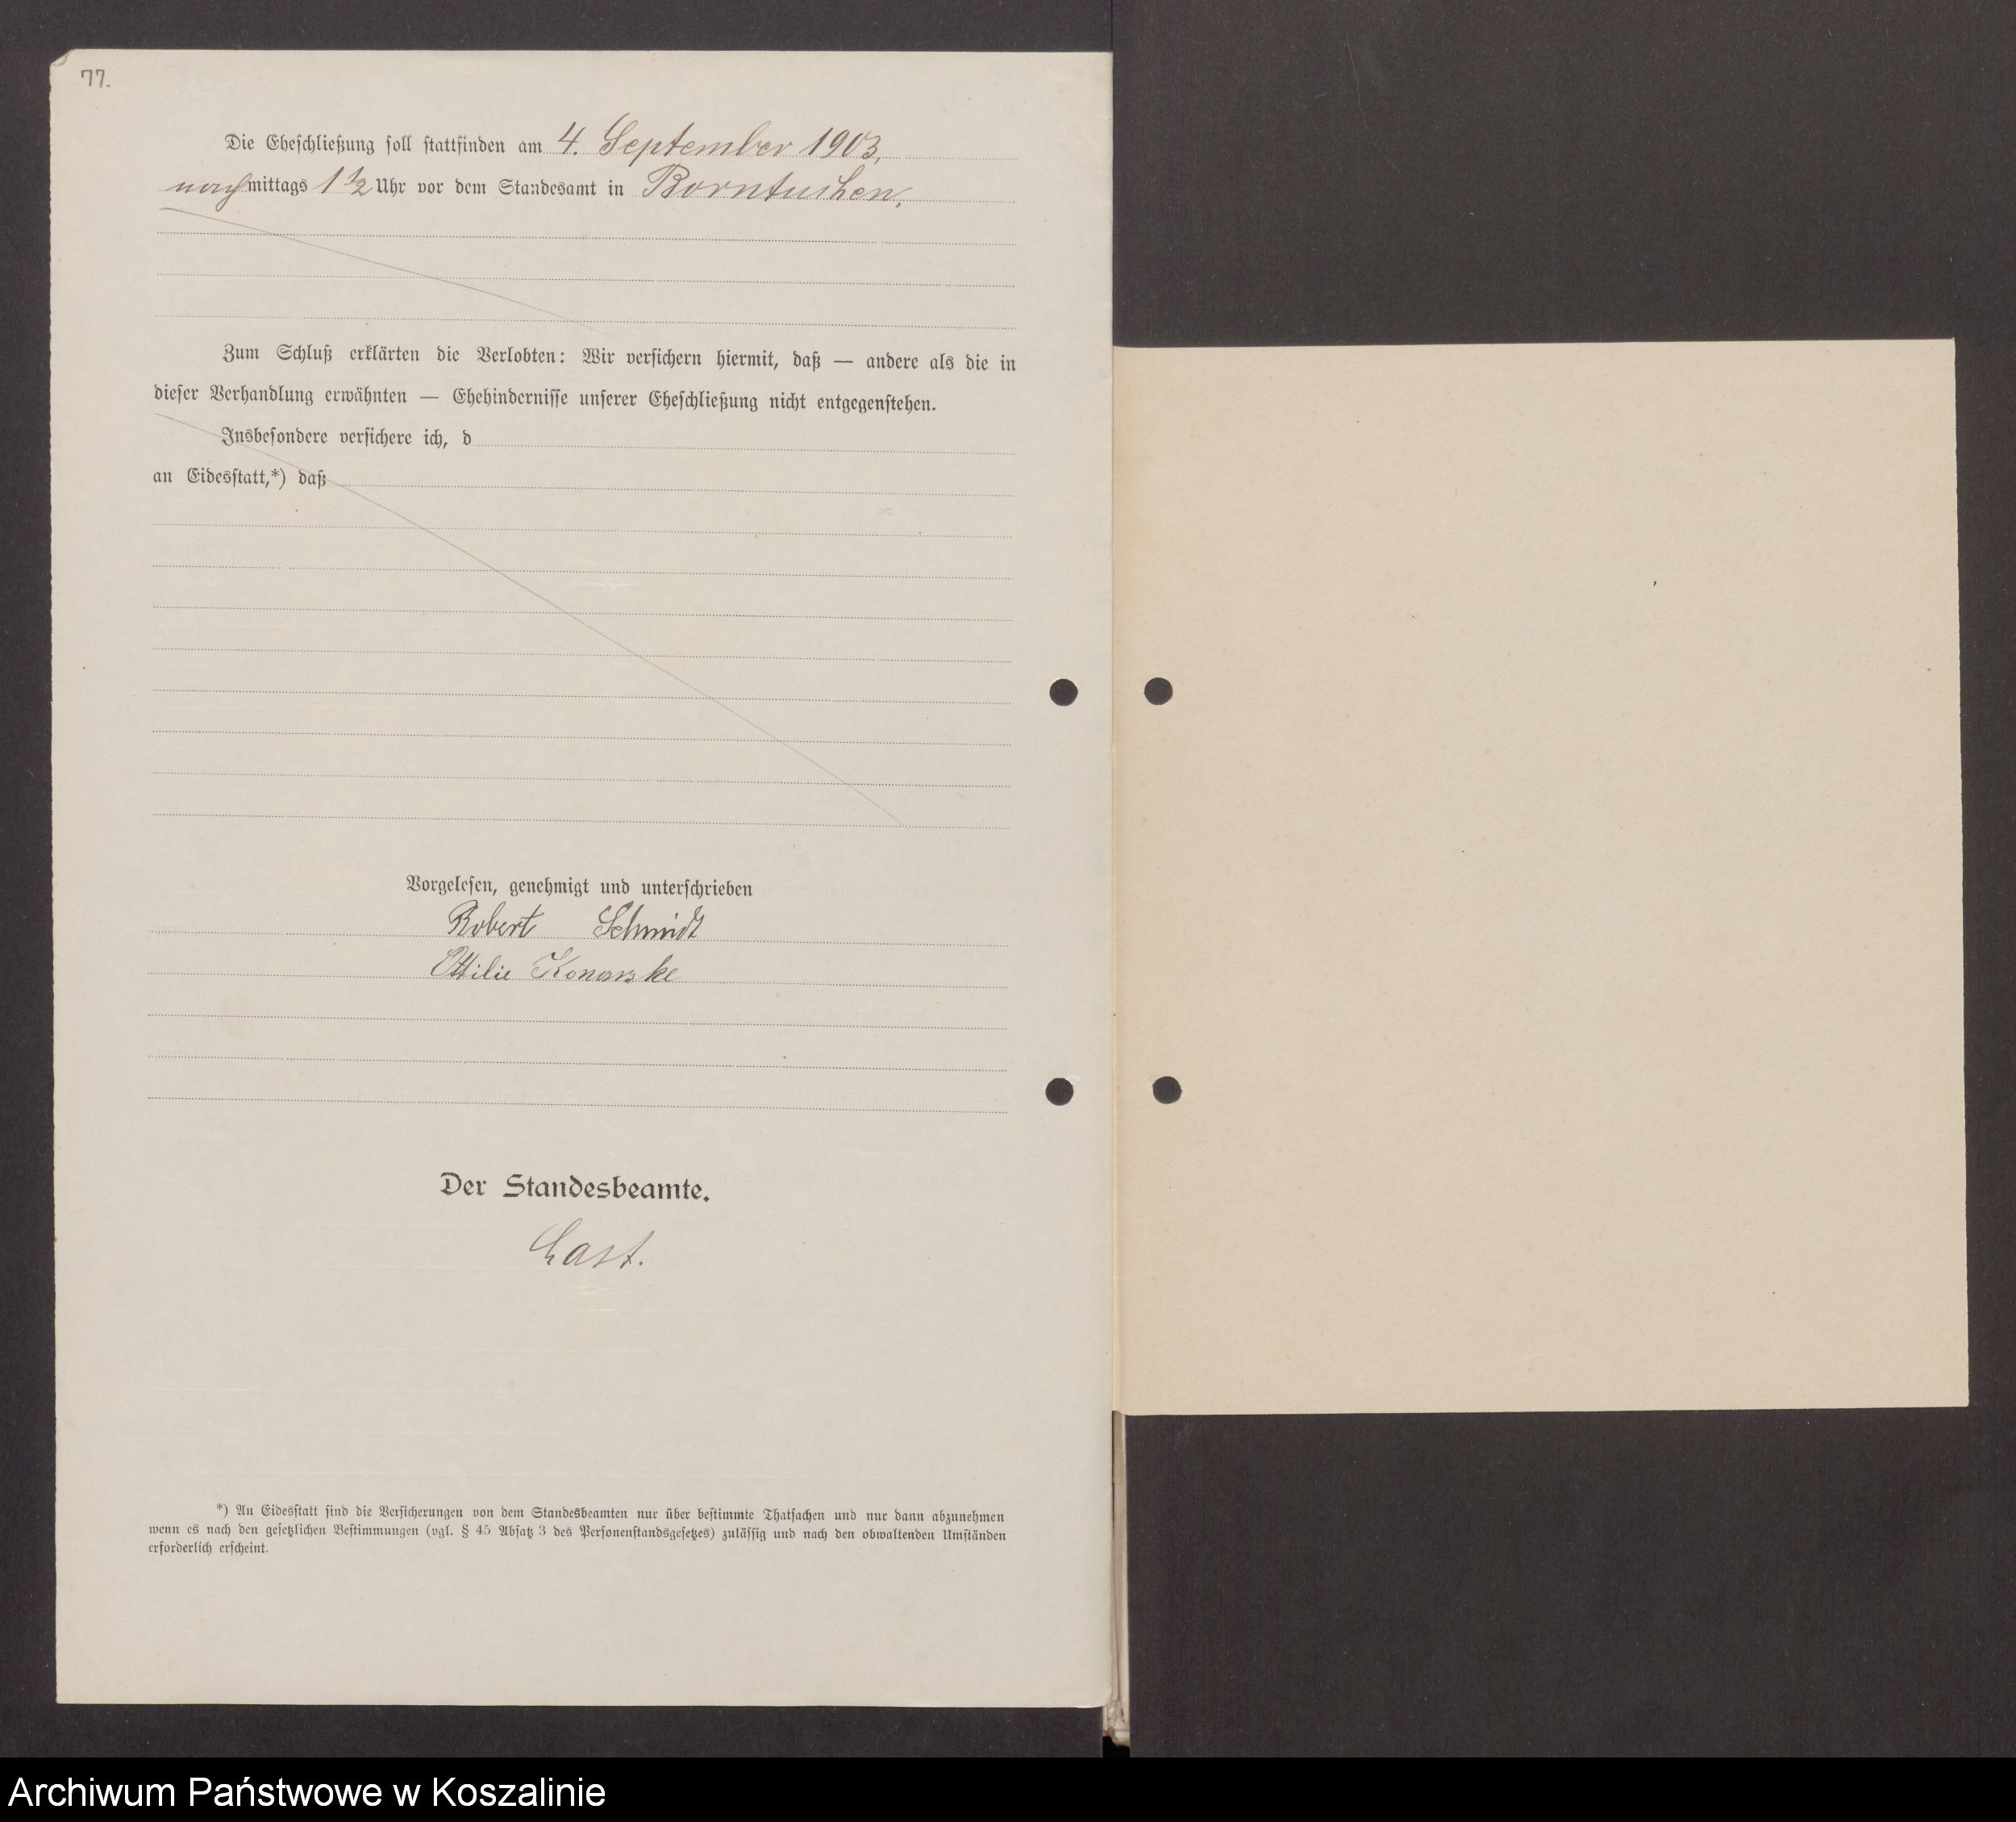 77.
Die Eheschließung soll stattfinden am 4. September 1903,
nachmittags 1 ½ Uhr vor dem Standesamt in Borntuchen.
Zum Schluß erklärten die Verlobten: Wir versichern hiermit, daß — andere als die in
dieser Verhandlung erwähnten — Ehehindernisse unserer Eheschließung nicht entgegenstehen.
Insbesondere versichere ich, d
an Eidesstatt,*) daß
Vorgelesen, genehmigt und unterschrieben
Robert Schmidt
Ottilie Konarske
Der Standesbeamte.
Last.
*) An Eidesstatt sind die Versicherungen von dem Standesbeamten nur über bestimmte Thatsachen und nur dann abzunehmen
wenn es nach den gesetzlichen Bestimmungen (vgl. § 45 Absatz 3 des Personenstandsgesetzes) zulässig und nach den obwaltenden Umständen
erforderlich erscheint.
Archiwum Państwowe w Koszalinie